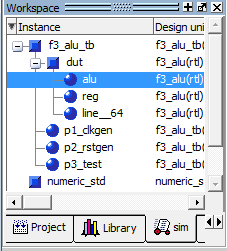 Workspace
Instance Design uni
f3_alu_tb f3_alu_tb(
dut f3_alu(rtl)
alu f3_alu(rtl)
reg f3_alu(rtl)
line__64 f3_alu(rtl)
p1_clkgen f3_alu_tb(
p2_rstgen f3_alu_tb(
p3_test f3_alu_tb(
numeric_std numeric_s
Project Library sim